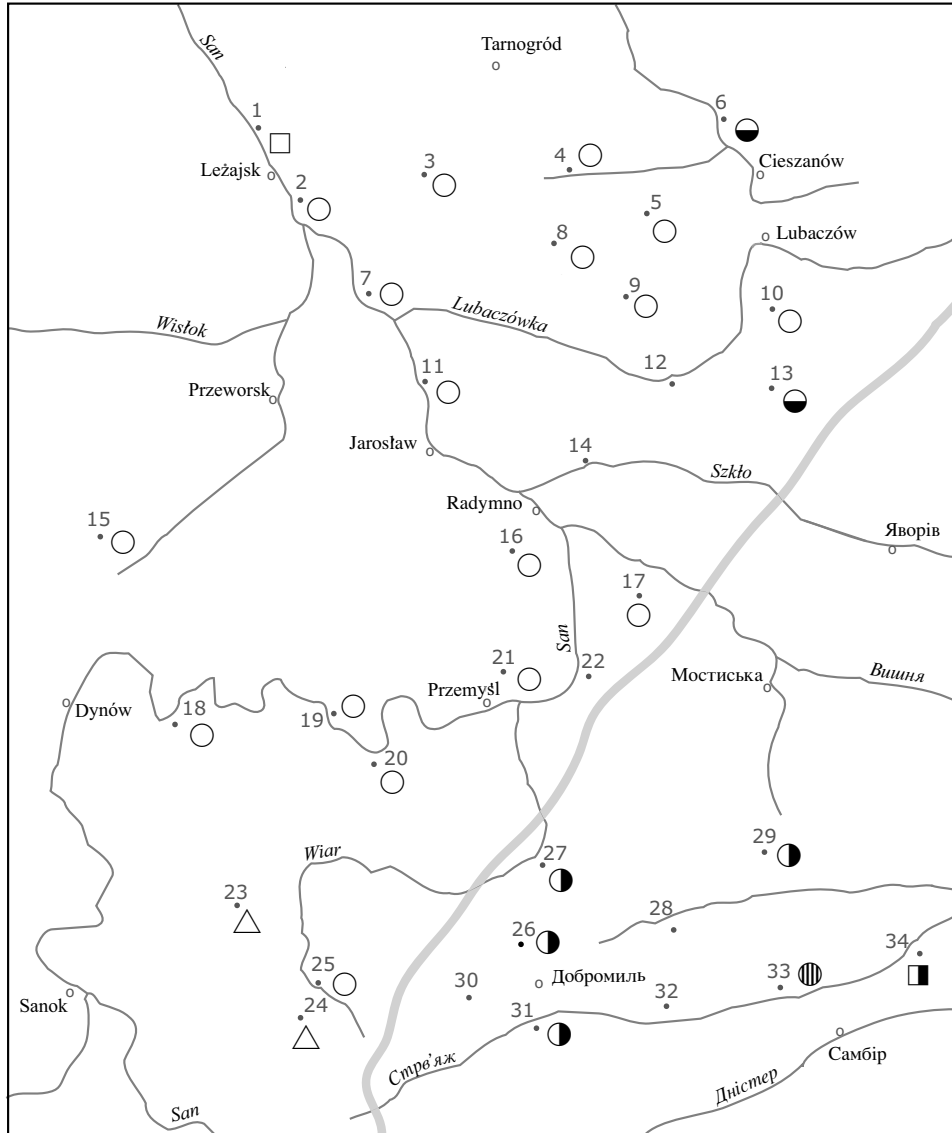 San
Tarnogród
1
6
Leżajsk
3
4
Cieszanów
2
5
8
Lubaczów
7
9
10
Wisłok
Lubaczówka
Przeworsk
11
12
13
Jarosław
14
Szkło
Radymno
15
16
Яворів
17
San
21
22
Przemyśl
Мостиська
Вишня
Dynów
18
19
20
Wiar
27
29
23
28
26
34
25
30
Добромиль
33
Sanok
24
31
32
Самбір
Стрв’яж
Дністер
San